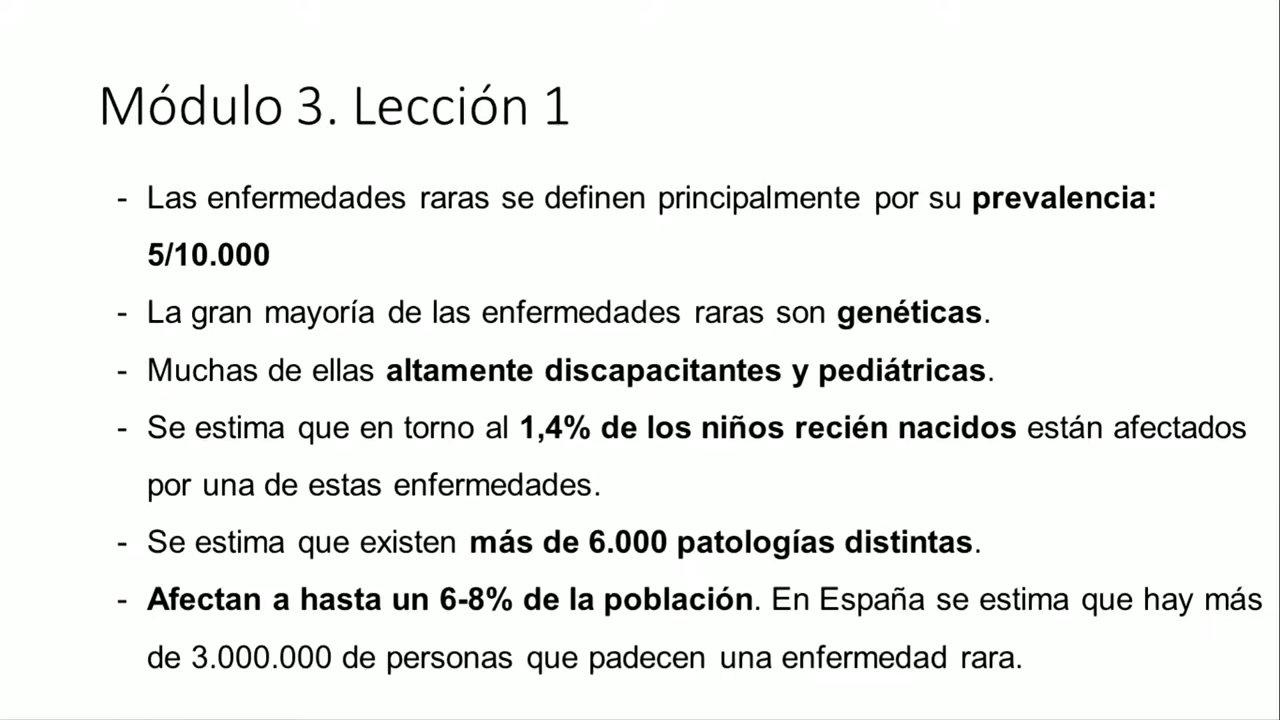 Módulo 3. Lección 1
- Las enfermedades raras se definen principalmente por su prevalencia:
5/10.000
- La gran mayoría de las enfermedades raras son genéticas.
- Muchas de ellas altamente discapacitantes y pediátricas.
- Se estima que en torno al 1,4% de los niños recién nacidos están afectados
por una de estas enfermedades.
- Se estima que existen más de 6.000 patologías distintas.
- Afectan a hasta un 6-8% de la población. En España se estima que hay más
de 3.000.000 de personas que padecen una enfermedad rara.